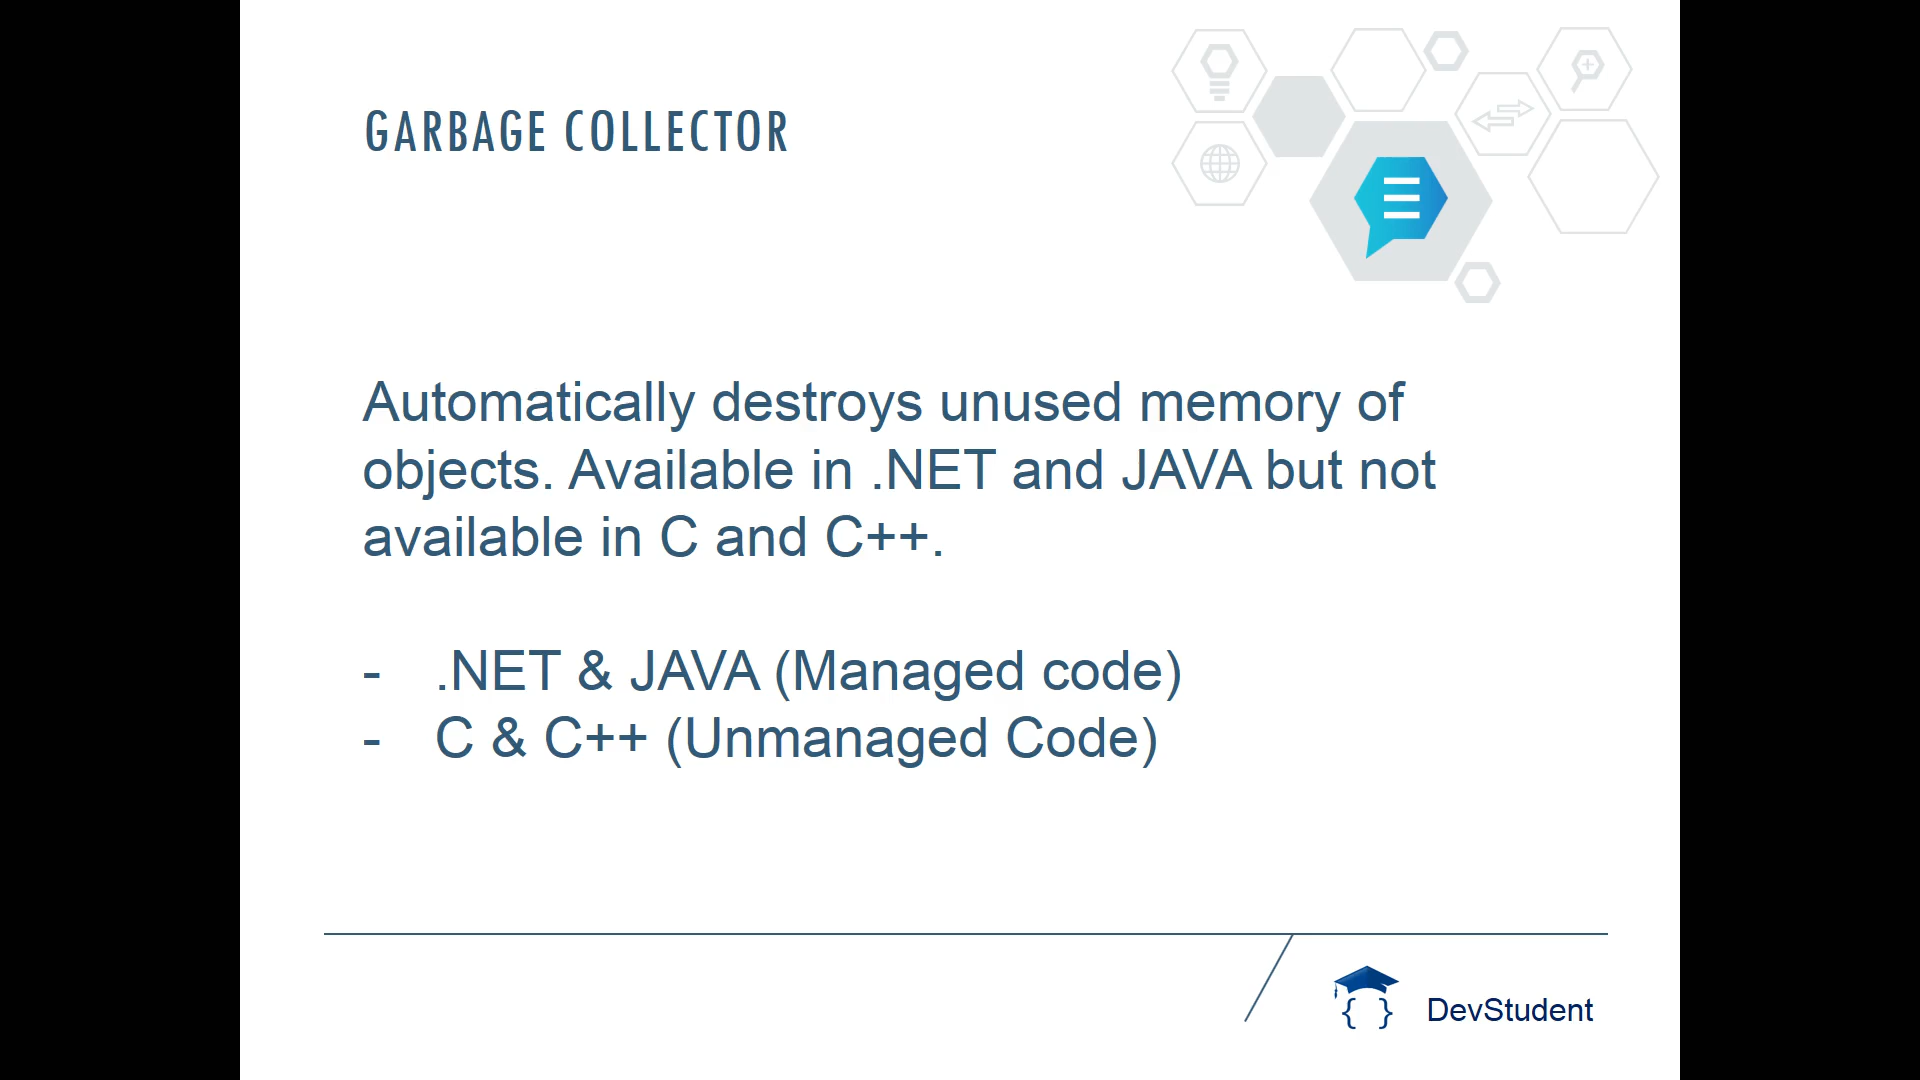 GARBAGE COLLECTOR
Automatically destroys unused memory of
objects. Available in .NET and JAVA but not
available in C and C++.
- .NET & JAVA (Managed code)
- C & C++ (Unmanaged Code)
{ } DevStudent